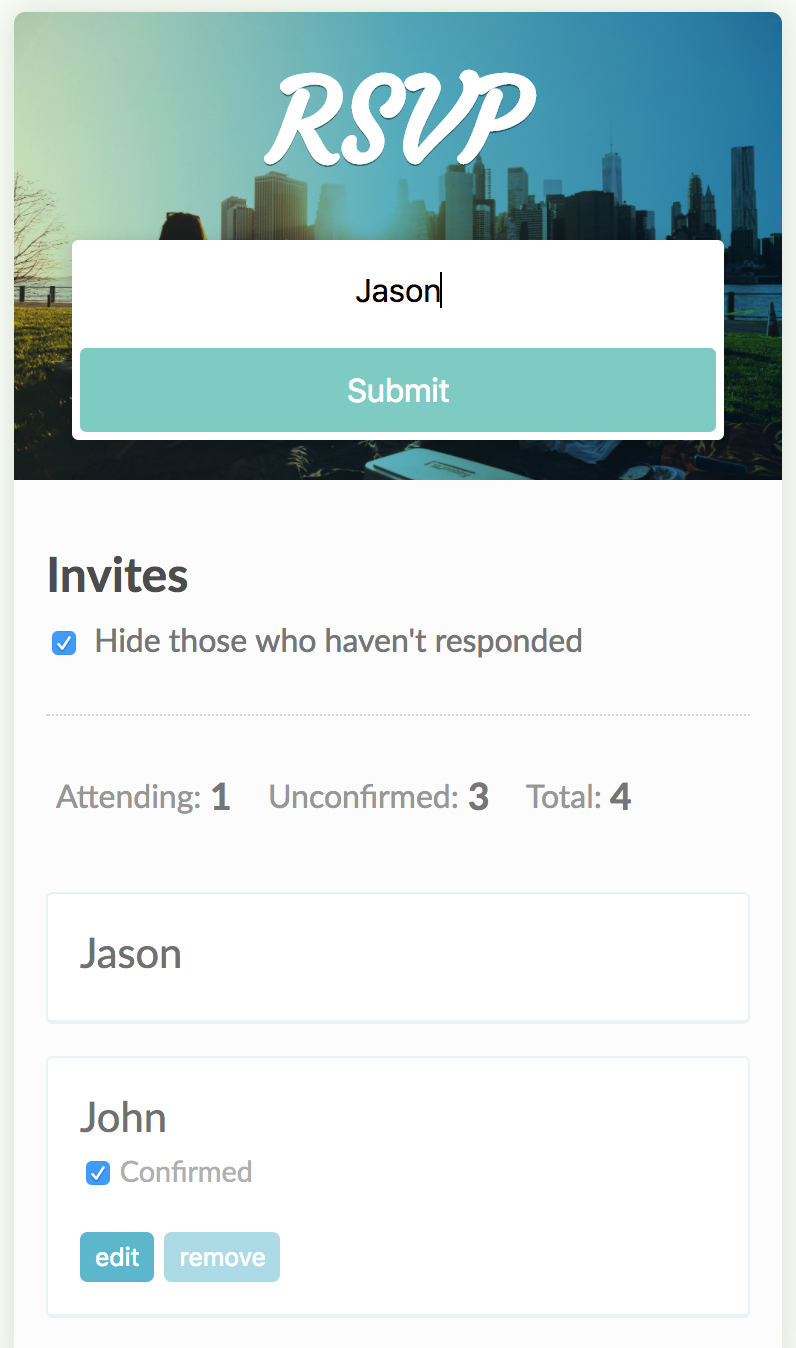 RSVP
Jason
Submit
Invites
Hide those who haven't responded
Attending: 1 Unconfirmed: 3 Total: 4
Jason
John
Confirmed
edit remove